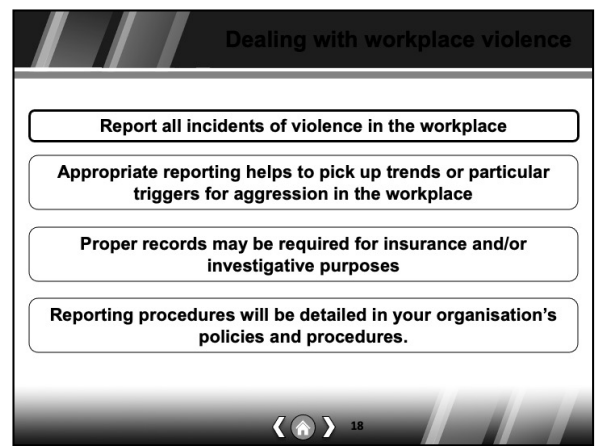 Dealing with workplace violence
Report all incidents of violence in the workplace
Appropriate reporting helps to pick up trends or particular
triggers for aggression in the workplace
Proper records may be required for insurance and/or
investigative purposes
Reporting procedures will be detailed in your organisation’s
policies and procedures.
18